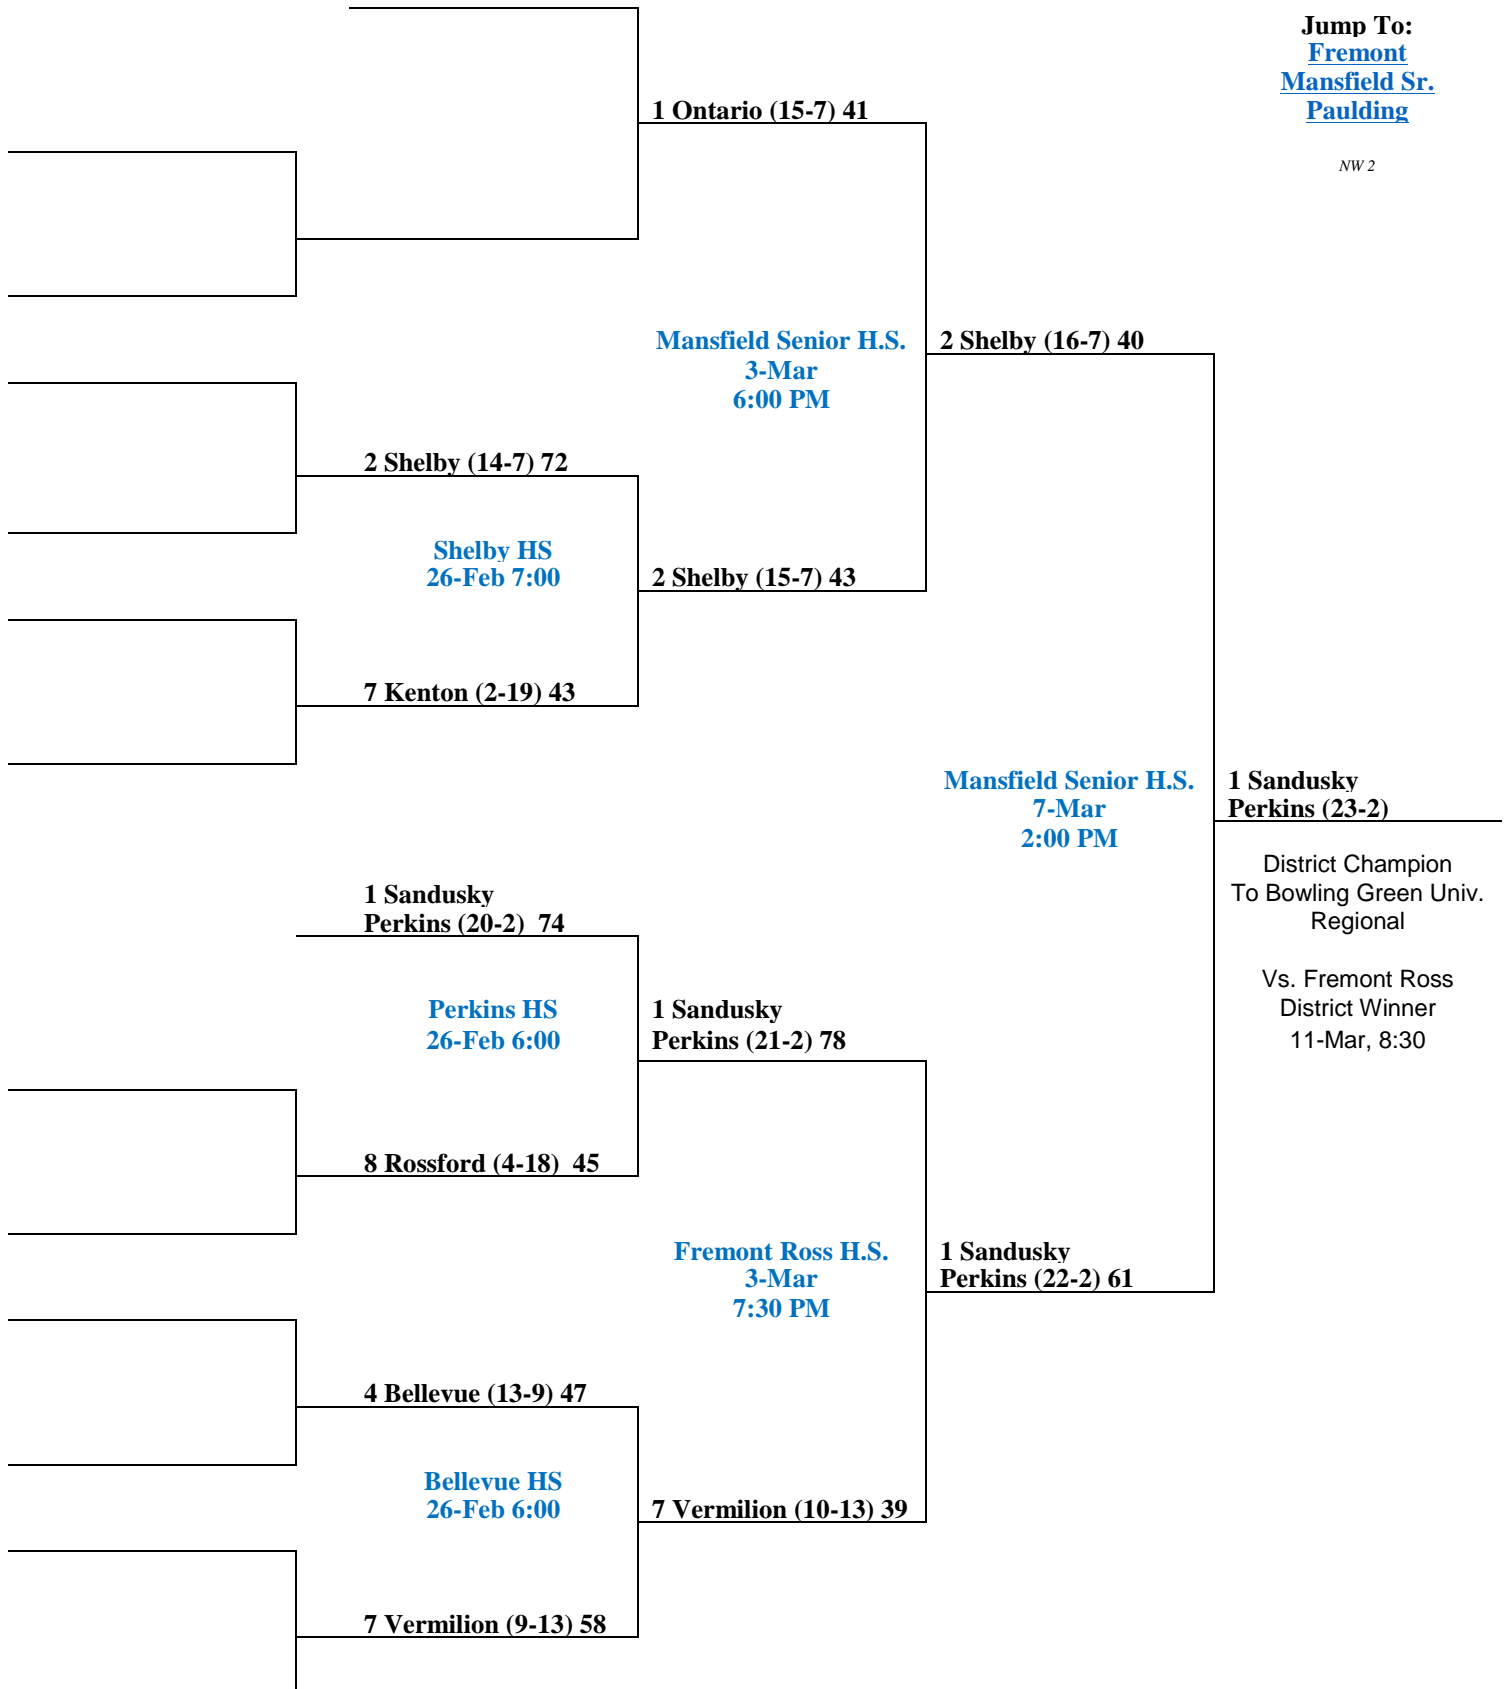 Jump To:
Fremont
Mansfield Sr.
Paulding
NW 2
1 Ontario (15-7) 41
Mansfield Senior H.S.
3-Mar
6:00 PM
2 Shelby (16-7) 40
2 Shelby (14-7) 72
Shelby HS
26-Feb 7:00
2 Shelby (15-7) 43
7 Kenton (2-19) 43
Mansfield Senior H.S.
7-Mar
2:00 PM
1 Sandusky
Perkins (23-2)
District Champion
To Bowling Green Univ.
Regional
Vs. Fremont Ross
District Winner
11-Mar, 8:30
1 Sandusky
Perkins (20-2)  74
Perkins HS
26-Feb 6:00
1 Sandusky
Perkins (21-2) 78
8 Rossford (4-18)  45
Fremont Ross H.S.
3-Mar
7:30 PM
1 Sandusky
Perkins (22-2) 61
4 Bellevue (13-9) 47
Bellevue HS
26-Feb 6:00
7 Vermilion (10-13) 39
7 Vermilion (9-13) 58